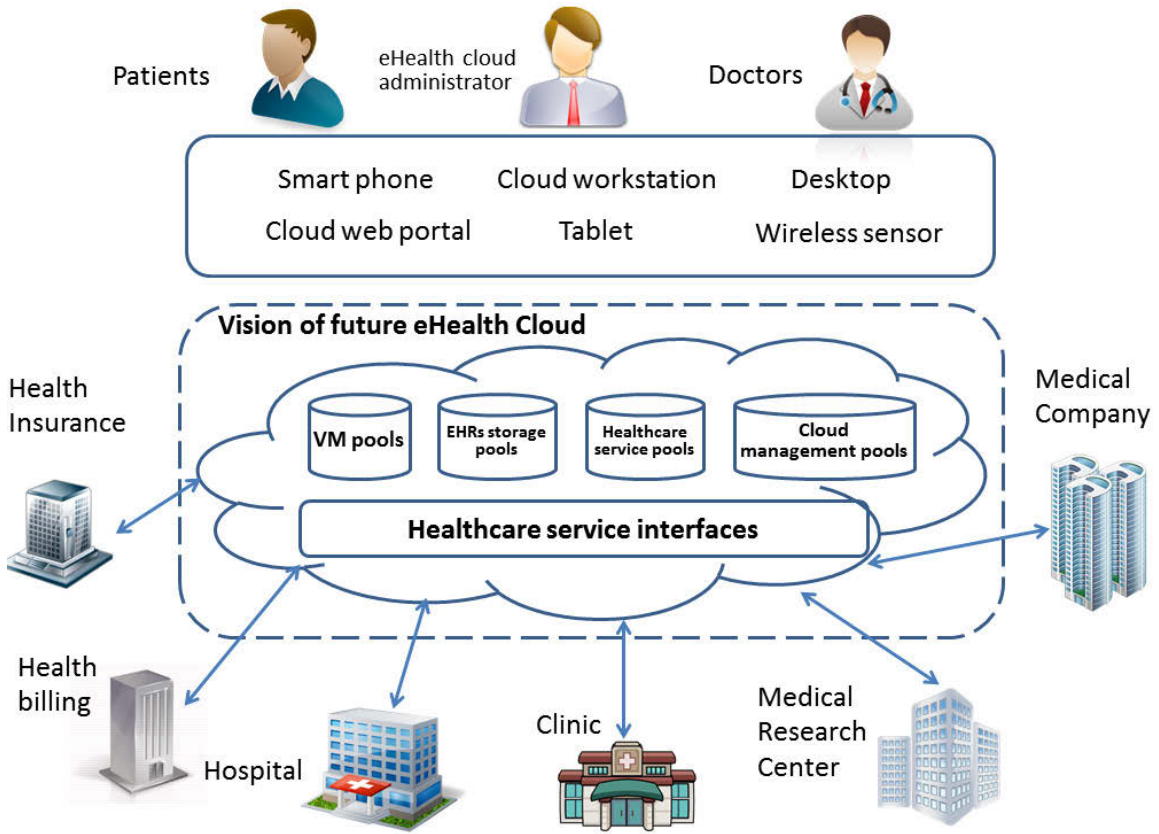 Patients
eHealth cloud
administrator
Doctors
Smart phone
Cloud workstation
Desktop
Cloud web portal
Tablet
Wireless sensor
Vision of future eHealth Cloud
Health
Insurance
Medical
Company
VM pools
EHRs storage
pools
Healthcare
service pools
Cloud
management pools
Healthcare service interfaces
Health
billing
Hospital
Clinic
Medical
Research
Center